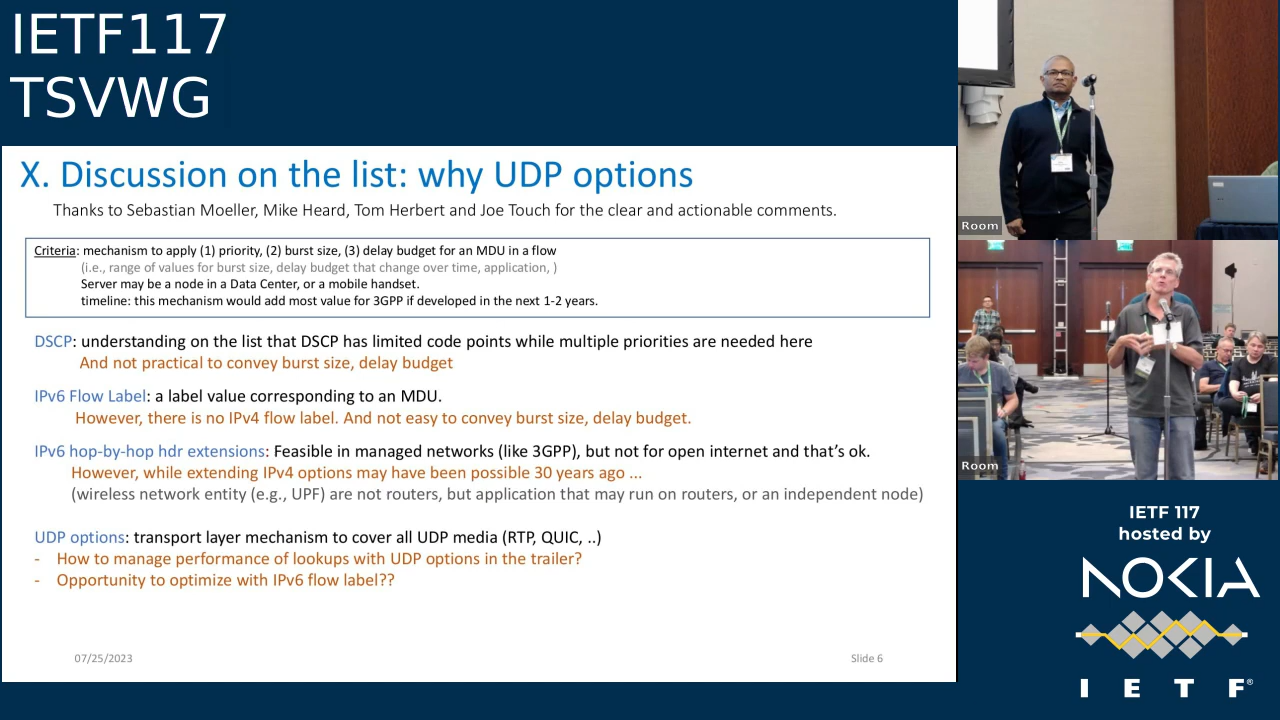 IETF117
TSVWG
X. Discussion on the list: why UDP options
Thanks to Sebastian Moeller, Mike Heard, Tom Herbert and Joe Touch for the clear and actionable comments.
Criteria: mechanism to apply (1) priority, (2) burst size, (3) delay budget for an MDU in a flow
(i.e., range of values for burst size, delay budget that change over time, application, )
Server may be a node in a Data Center, or a mobile handset.
timeline: this mechanism would add most value for 3GPP if developed in the next 1-2 years.
DSCP: understanding on the list that DSCP has limited code points while multiple priorities are needed here
And not practical to convey burst size, delay budget
IPv6 Flow Label: a label value corresponding to an MDU.
However, there is no IPv4 flow label. And not easy to convey burst size, delay budget.
IPv6 hop-by-hop hdr extensions: Feasible in managed networks (like 3GPP), but not for open internet and that's ok.
However, while extending IPv4 options may have been possible 30 years ago ...
(wireless network entity (e.g., UPF) are not routers, but application that may run on routers, or an independent node)
UDP options: transport layer mechanism to cover all UDP media (RTP, QUIC, ..)
- How to manage performance of lookups with UDP options in the trailer?
- Opportunity to optimize with IPv6 flow label??
07/25/2023
Slide 6
Room
Room
IETF 117
hosted by
NOKIA
I E T F®